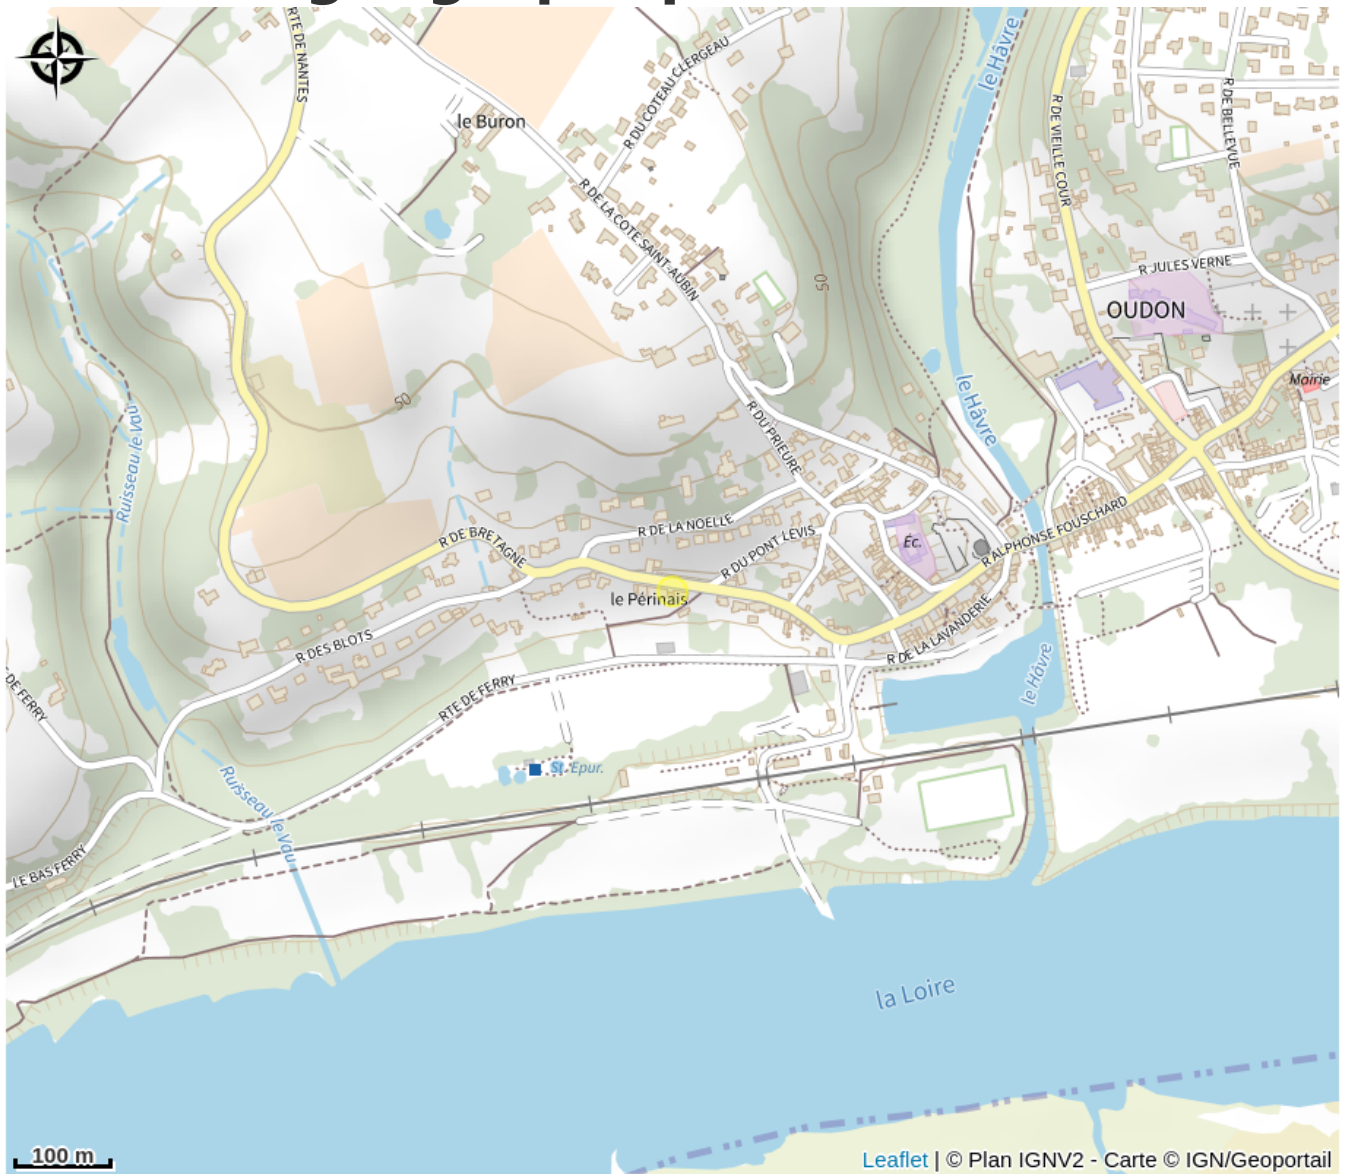 le Hâvre
RTE DE NANTES
R DU COTEAU CLERGEAU
le Buron
R DE VIEILLE COUR
R DE BELLEVUE
R DE LA COTE SAINT-AUBIN
R JULES VERNE
50
OUDON
Mairie
50
le Hâvre
Ruisseau le Vau
R DU PRIEURE
R DE LA NOELLE
R ALPHONSE FOUSCHARD
R DE BRETAGNE
R DU PONT LEVIS
Éc.
le Périnais
R DES BLOTS
R DE LA LAVANDERIE
le Hâvre
DE FERRY
RTE DE FERRY
St. Epur.
Ruisseau le Vau
LE BAS FERRY
la Loire
100 m
Leaflet | © Plan IGNV2 - Carte © IGN/Geoportail